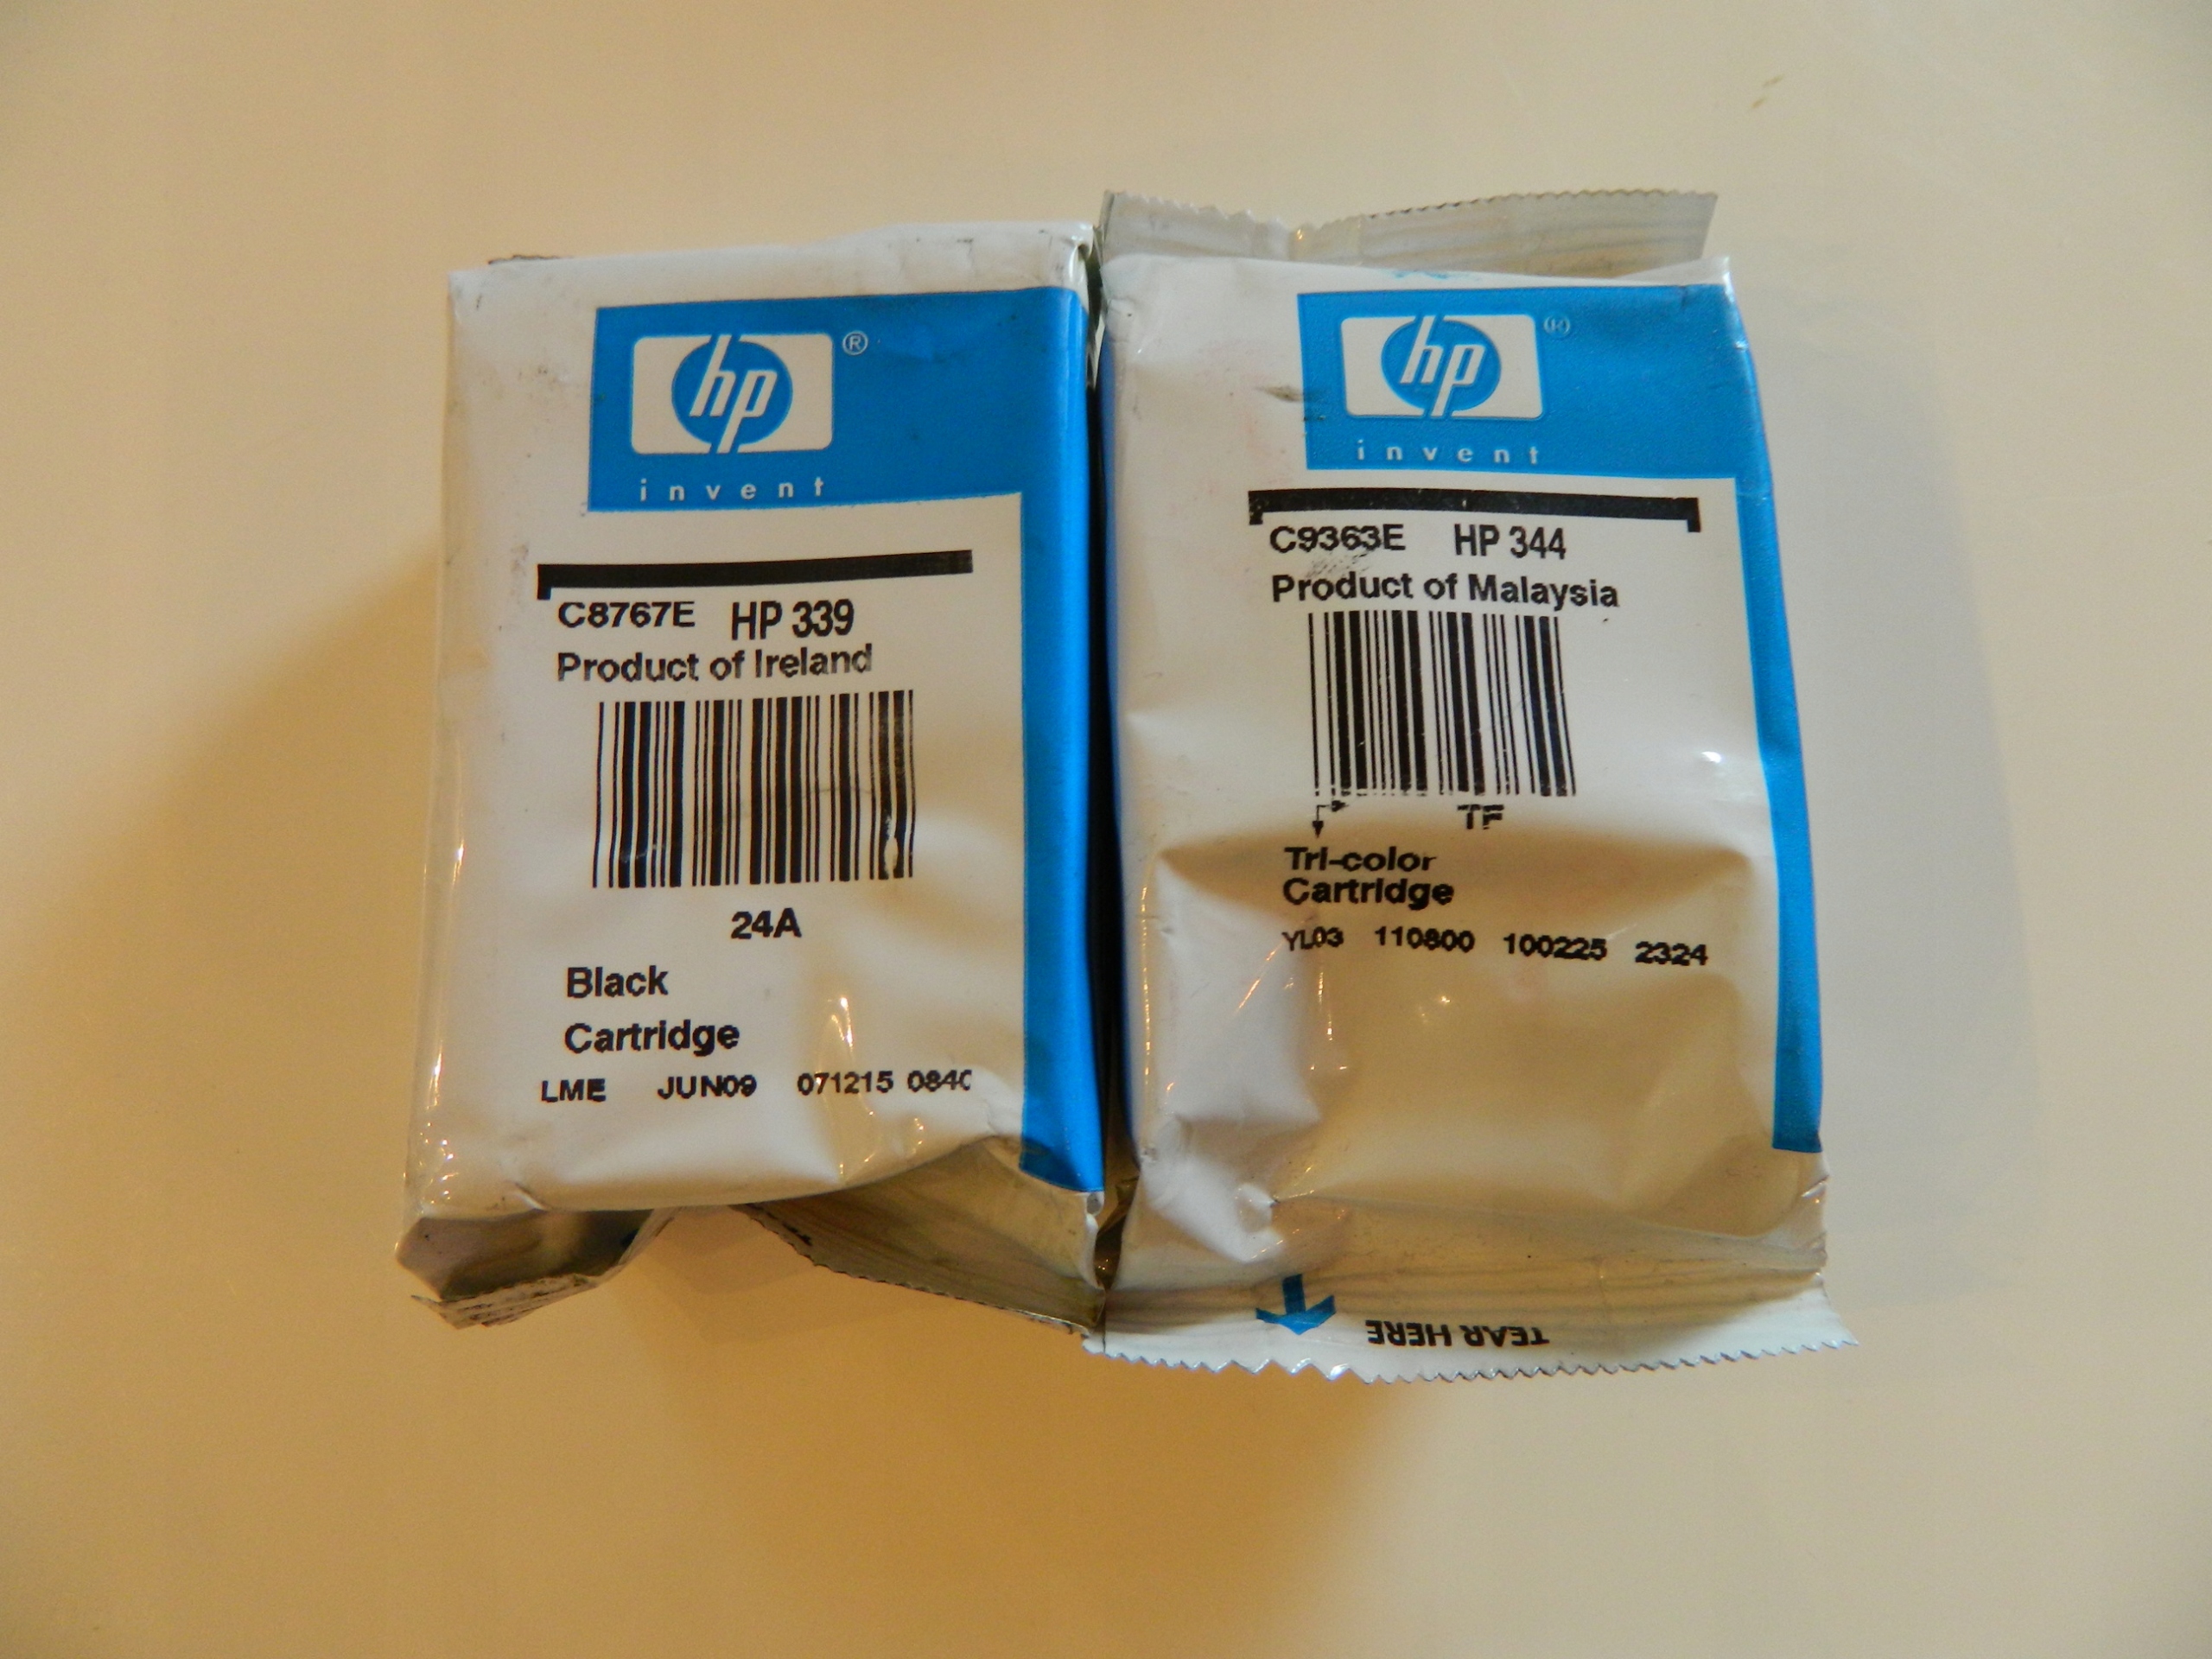 hp ®
invent
C8767E HP 339
Product of Ireland
24A
Black
Cartridge
LME JUN09 071215 084
hp ®
invent
C9363E HP 344
Product of Malaysia
TF
Tri-color
Cartridge
YL03 110800 100225 2324
TEAR HERE